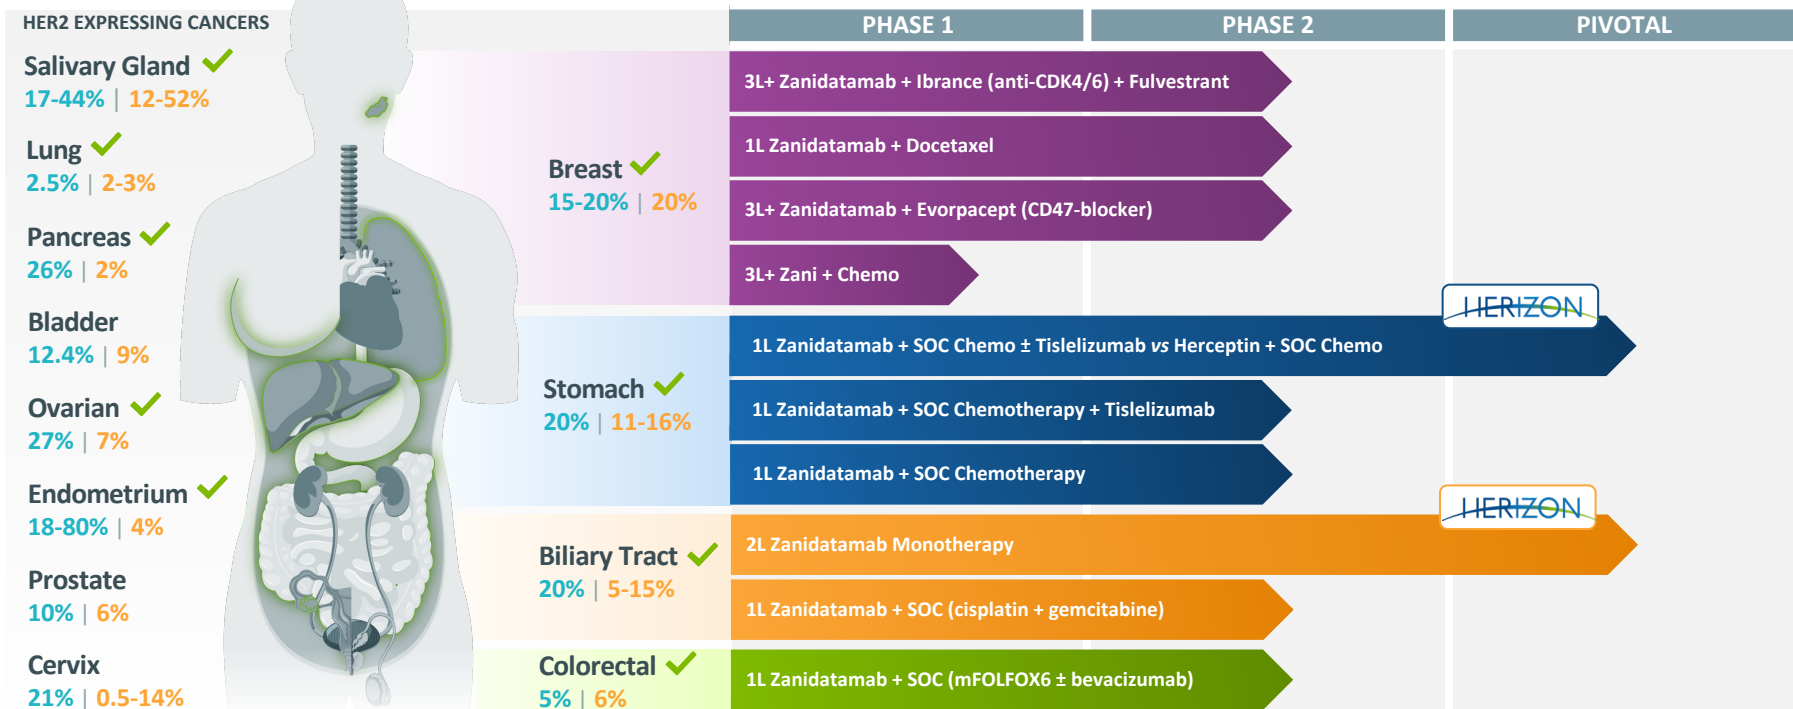 HER2 EXPRESSING CANCERS
Salivary Gland
17-44% | 12-52%
Lung
2.5% | 2-3%
Pancreas
26% | 2%
Bladder
12.4% | 9%
Ovarian
27% | 7%
Endometrium
18-80% | 4%
Prostate
10% | 6%
Cervix
21% | 0.5-14%
PHASE 1
PHASE 2
PIVOTAL
Breast
15-20% | 20%
3L+ Zanidatamab + Ibrance (anti-CDK4/6) + Fulvestrant
1L Zanidatamab + Docetaxel
3L+ Zanidatamab + Evorpacept (CD47-blocker)
3L+ Zani + Chemo
Stomach
20% | 11-16%
HERIZON
1L Zanidatamab + SOC Chemo ± Tislelizumab vs Herceptin + SOC Chemo
1L Zanidatamab + SOC Chemotherapy + Tislelizumab
1L Zanidatamab + SOC Chemotherapy
Biliary Tract
20% | 5-15%
HERIZON
2L Zanidatamab Monotherapy
1L Zanidatamab + SOC (cisplatin + gemcitabine)
Colorectal
5% | 6%
1L Zanidatamab + SOC (mFOLFOX6 ± bevacizumab)